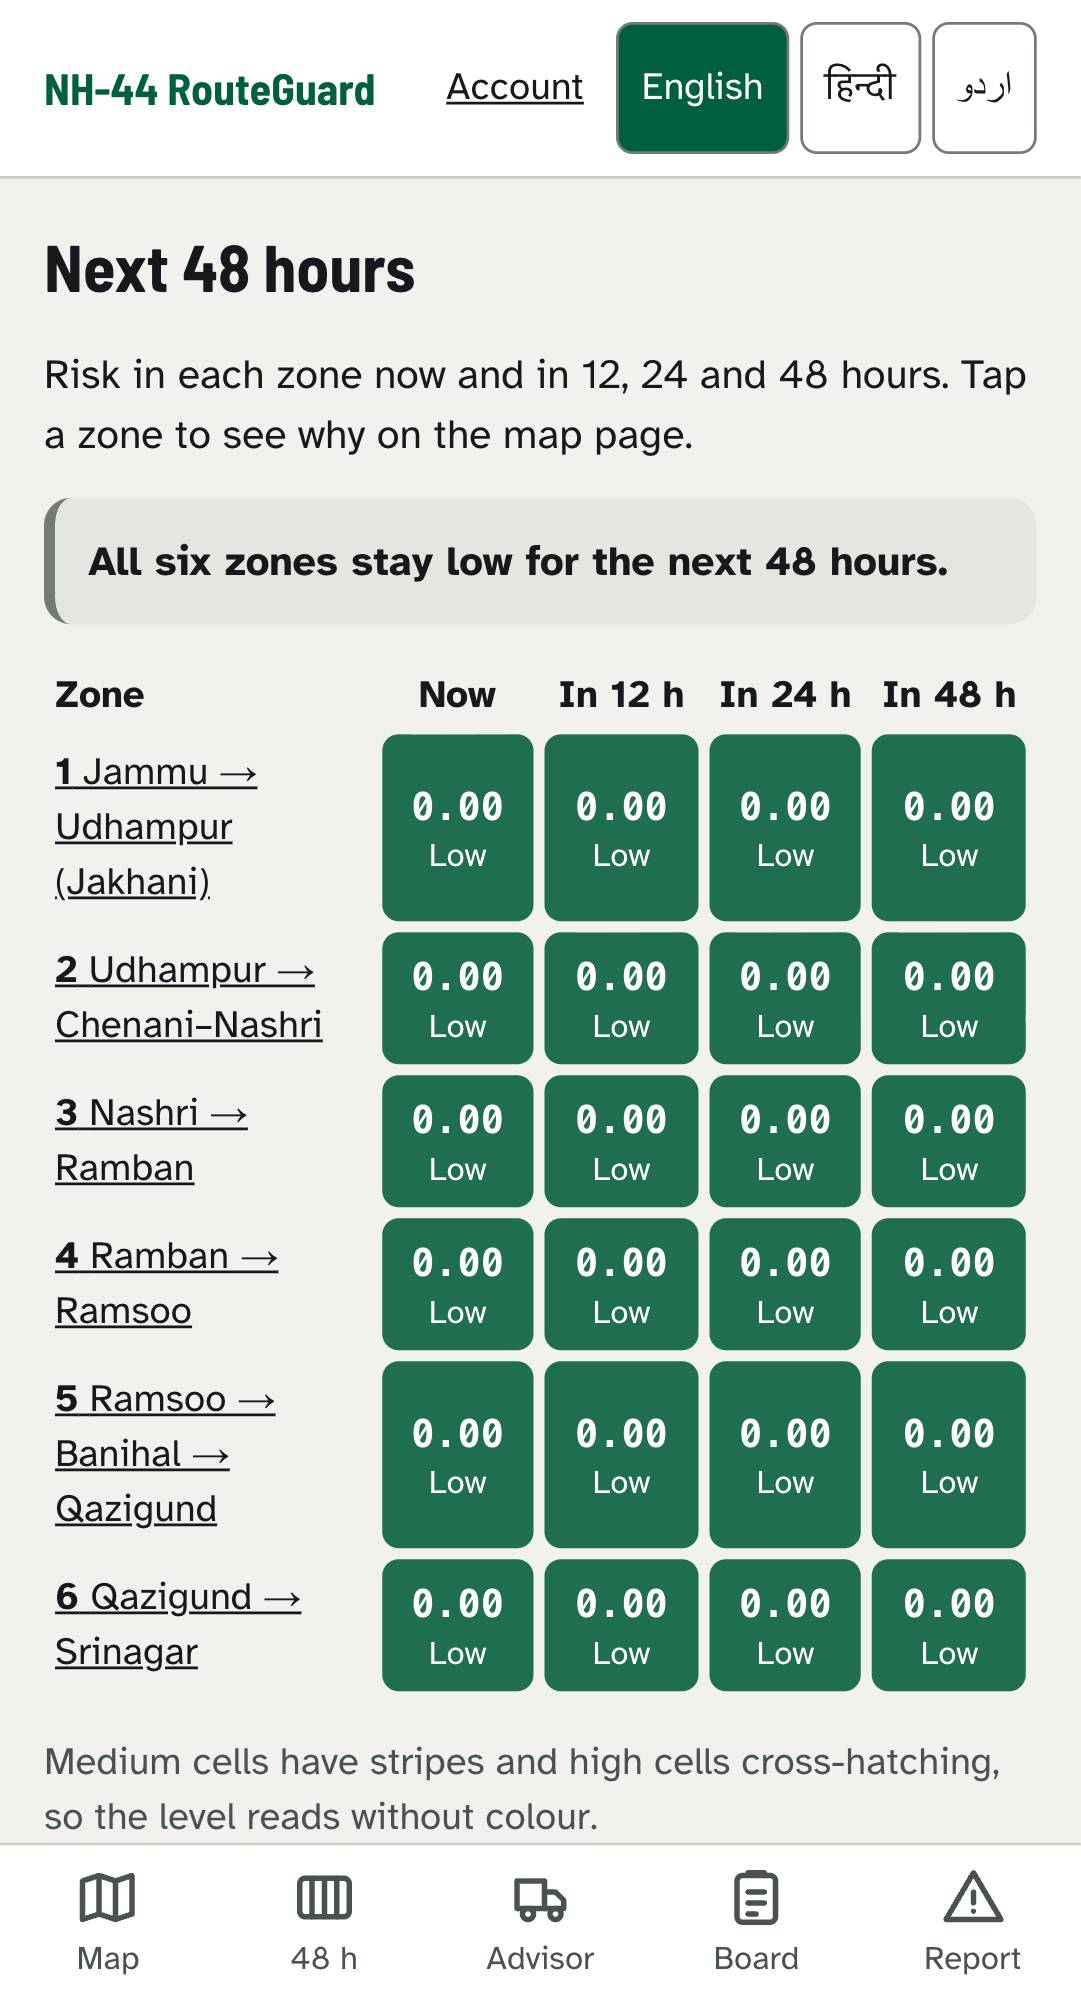 NH-44 RouteGuard Account English हिन्दी اردو
Next 48 hours
Risk in each zone now and in 12, 24 and 48 hours. Tap
a zone to see why on the map page.
All six zones stay low for the next 48 hours.
Zone Now In 12 h In 24 h In 48 h
1 Jammu →
Udhampur
(Jakhani)
0.00 0.00 0.00 0.00
Low Low Low Low
2 Udhampur →
Chenani–Nashri
0.00 0.00 0.00 0.00
Low Low Low Low
3 Nashri →
Ramban
0.00 0.00 0.00 0.00
Low Low Low Low
4 Ramban →
Ramsoo
0.00 0.00 0.00 0.00
Low Low Low Low
5 Ramsoo →
Banihal →
Qazigund
0.00 0.00 0.00 0.00
Low Low Low Low
6 Qazigund →
Srinagar
0.00 0.00 0.00 0.00
Low Low Low Low
Medium cells have stripes and high cells cross-hatching,
so the level reads without colour.
Map 48 h Advisor Board Report